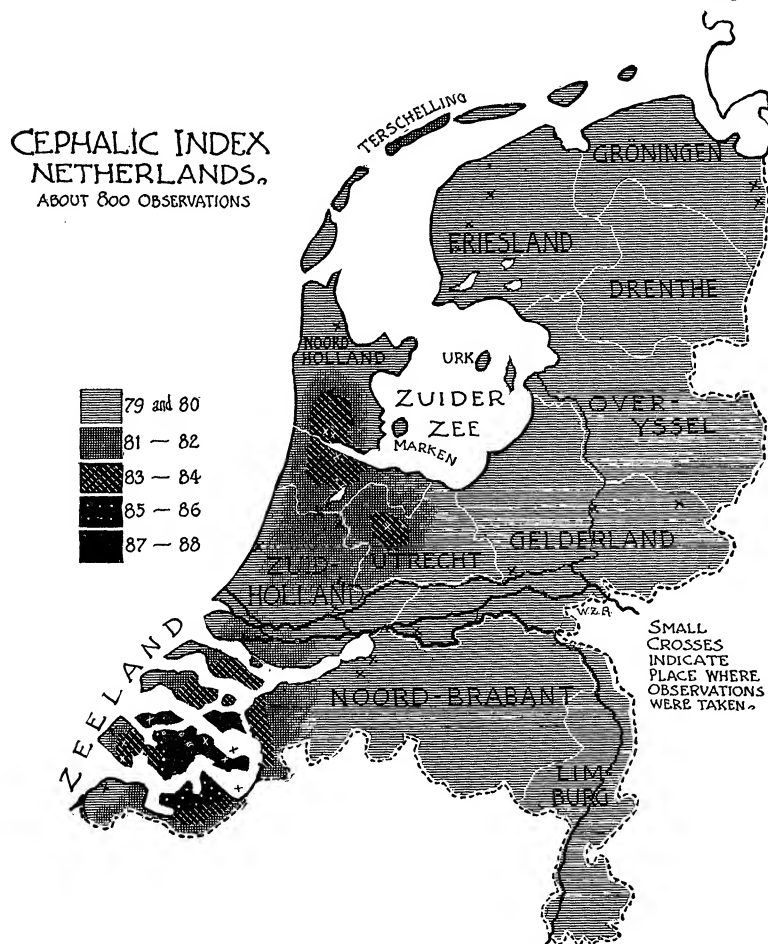 CEPHALIC INDEX
NETHERLANDS.
ABOUT 800 OBSERVATIONS
TERSCHELLING
GRÖNINGEN
FRIESLAND
DRENTHE
NOORD
HOLLAND
URK
ZUIDER
ZEE
MARKEN
OVER-
YSSEL
79 and 80
81 — 82
83 — 84
85 — 86
87 — 88
GELDERLAND
UTRECHT
ZUID-
HOLLAND
W.Z.R.
SMALL
CROSSES
INDICATE
PLACE WHERE
OBSERVATIONS
WERE TAKEN.
ZEELAND
NOORD-BRABANT
LIM-
BURG